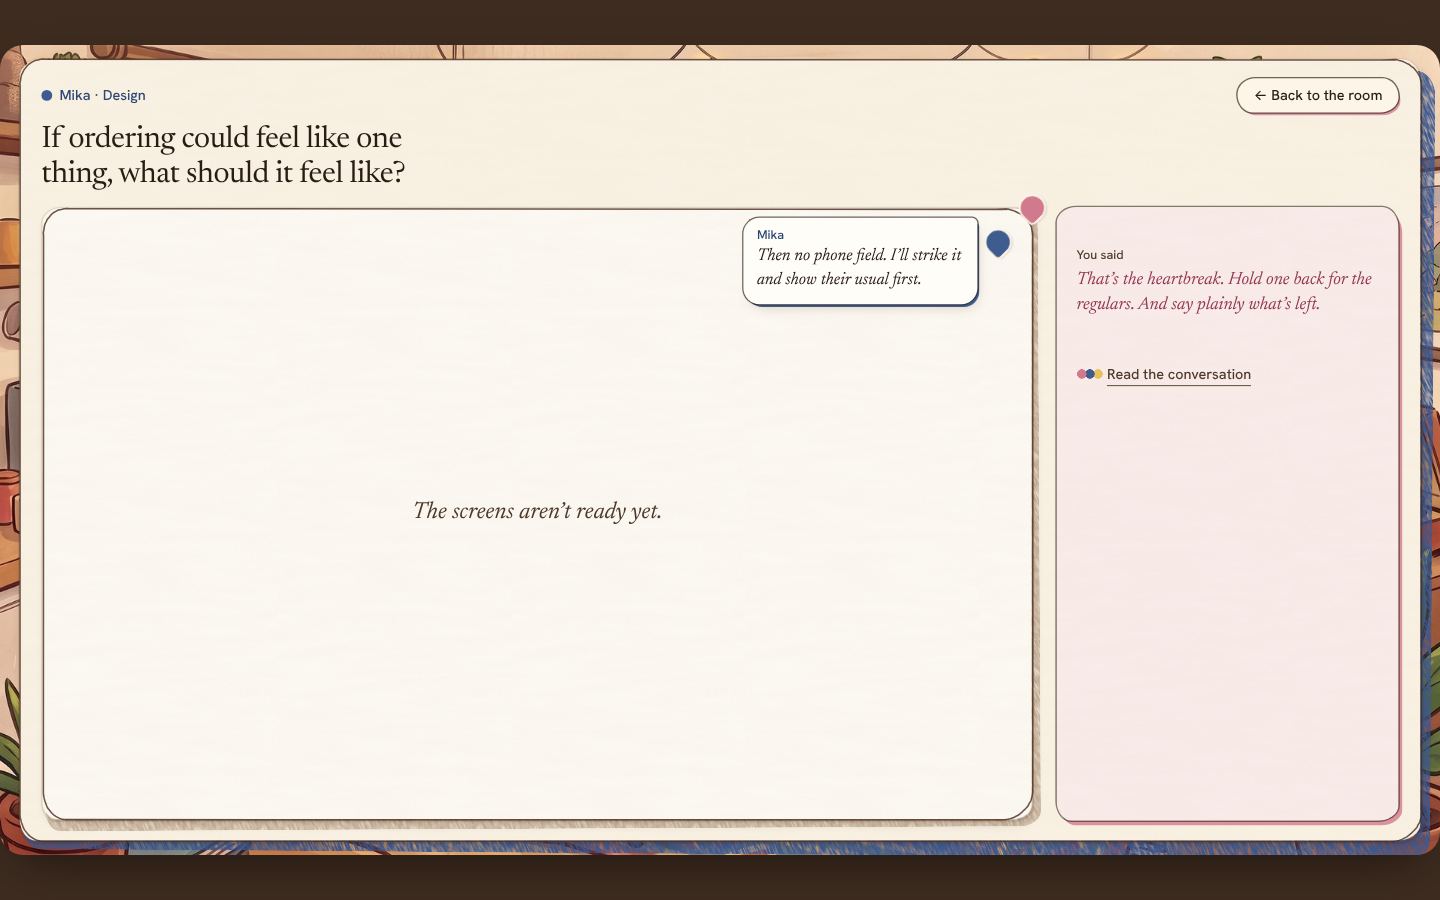 Mika · Design
← Back to the room
If ordering could feel like one
thing, what should it feel like?
Mika
Then no phone field. I’ll strike it
and show their usual first.
The screens aren’t ready yet.
You said
That’s the heartbreak. Hold one back for the
regulars. And say plainly what’s left.
Read the conversation